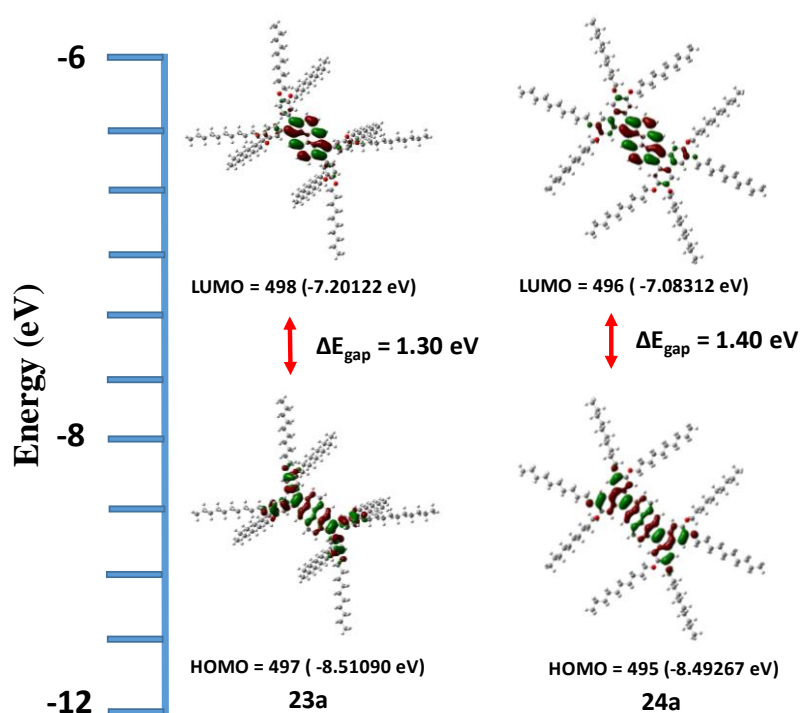 -6
-8
-12
Energy (eV)
LUMO = 498 (-7.20122 eV)
LUMO = 496 ( -7.08312 eV)
ΔEgap = 1.30 eV
ΔEgap = 1.40 eV
HOMO = 497 ( -8.51090 eV)
HOMO = 495 (-8.49267 eV)
23a
24a